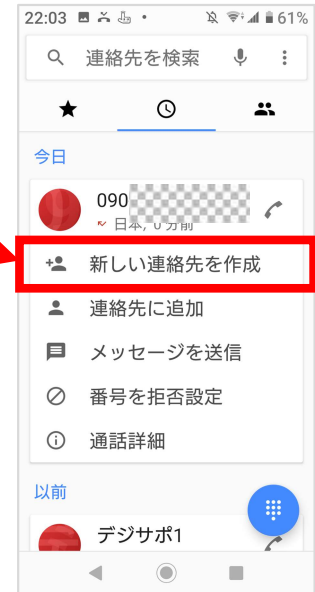 22:03 61%
連絡先を検索
今日
090
日本, 0 分前
新しい連絡先を作成
連絡先に追加
メッセージを送信
番号を拒否設定
通話詳細
以前
デジサポ1